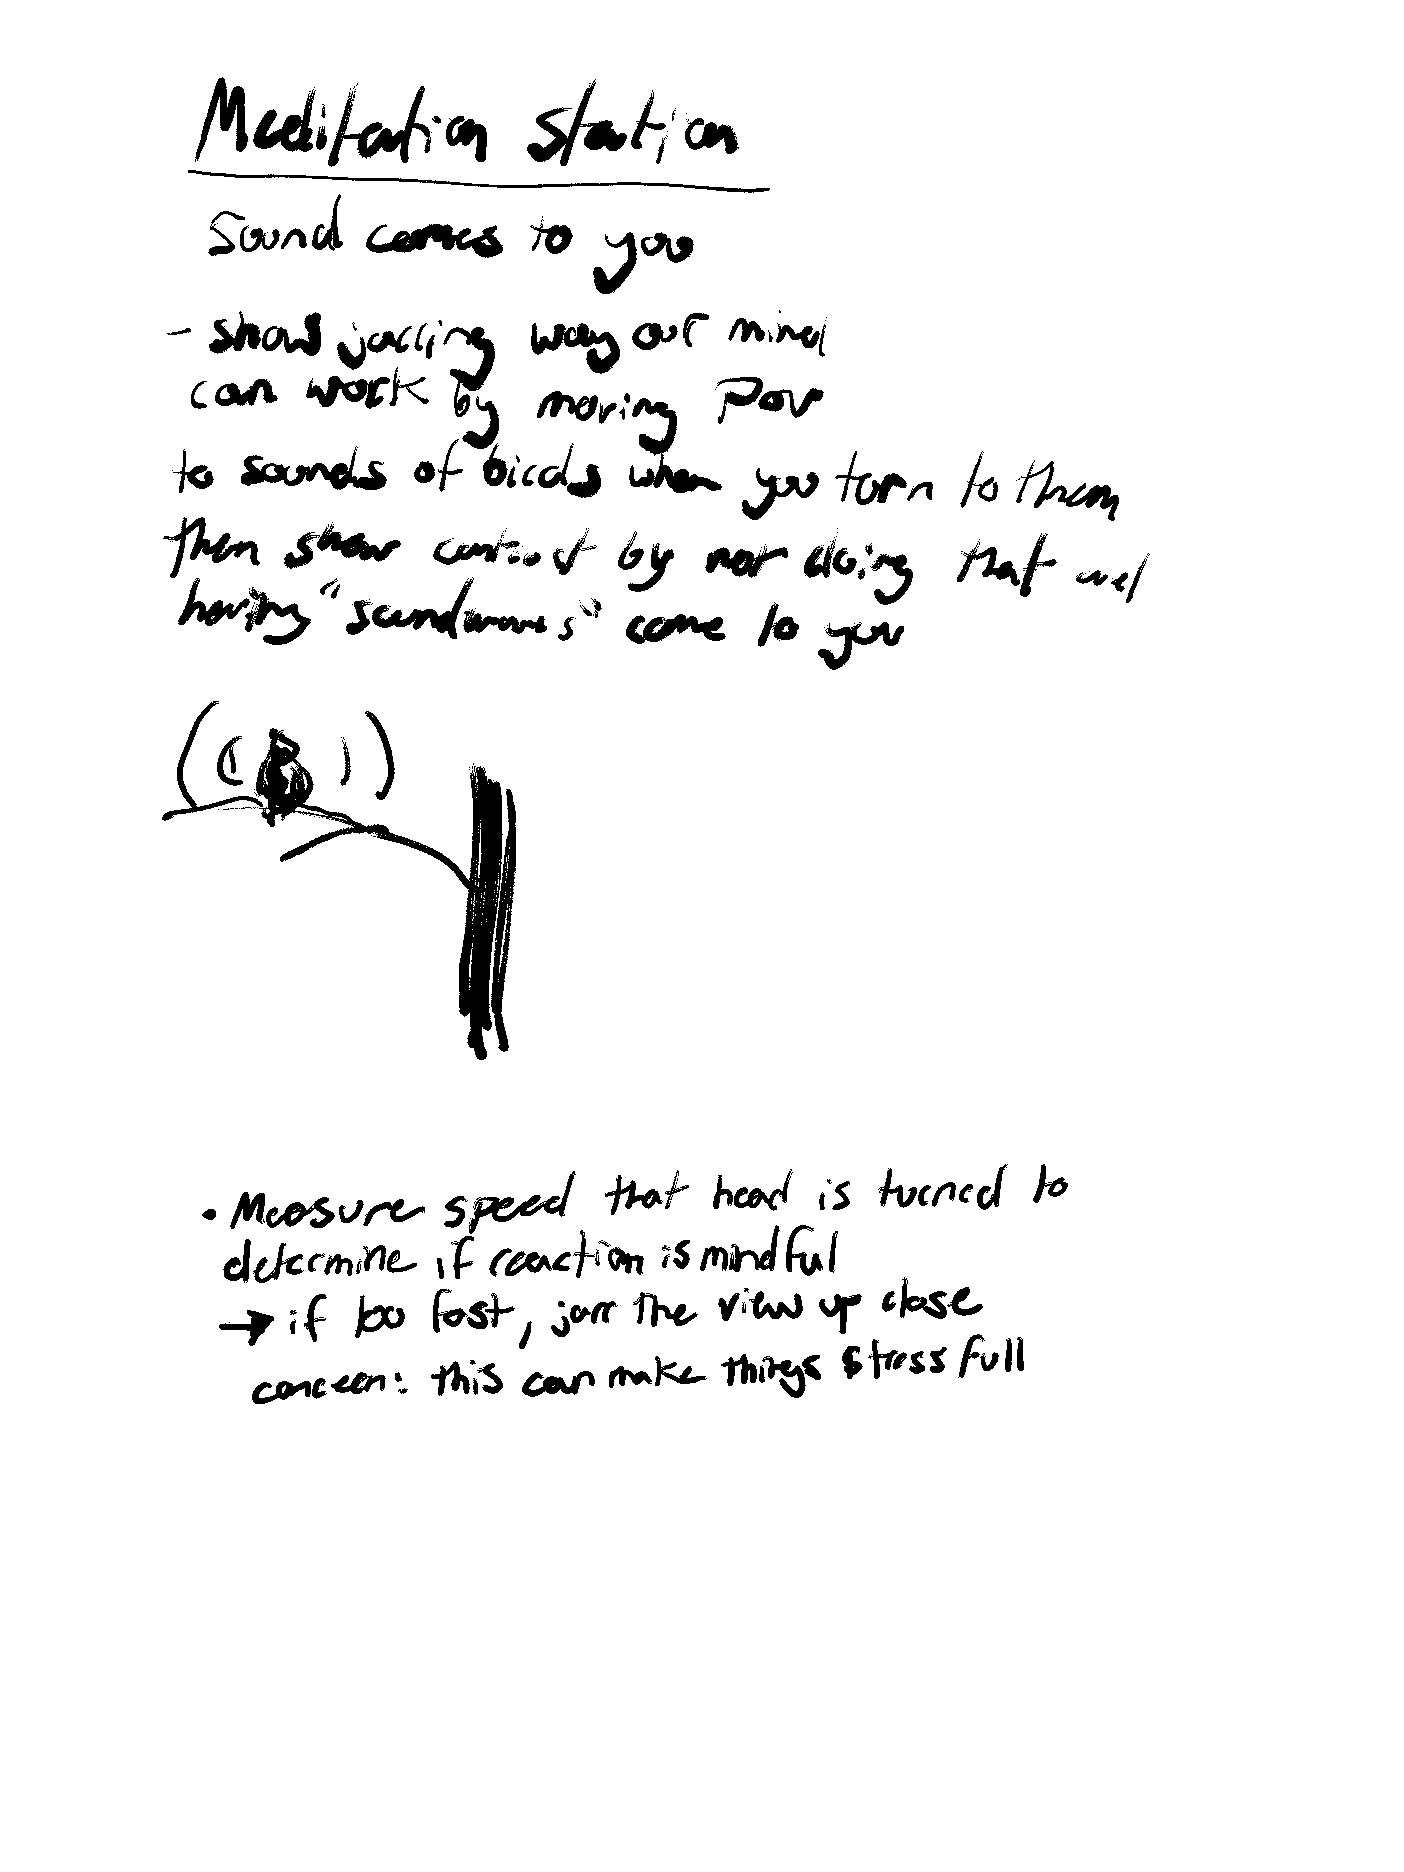 Meditation station
Sound comes to you
- show jarring way our mind
can work by moving POV
to sounds of birds when you turn to them
then show contrast by not doing that and
having "soundwaves" come to you
• Measure speed that head is turned to
determine if reaction is mindful
→ if too fast, jarr the view up close
concern: this can make things stressfull